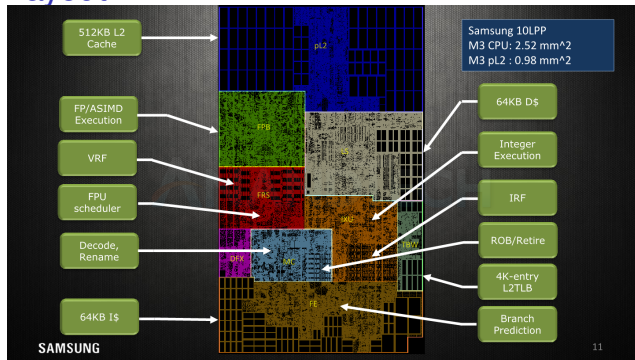 512KB L2
Cache
pL2
Samsung 10LPP
M3 CPU: 2.52 mm^2
M3 pL2 : 0.98 mm^2
FP/ASIMD
Execution
FPB
LS
64KB D$
VRF
Integer
Execution
FPU
scheduler
FRS
IRF
IXU
Decode,
Rename
ROB/Retire
TBW
DFX
4K-entry
L2TLB
64KB I$
FE
Branch
Prediction
SAMSUNG
11